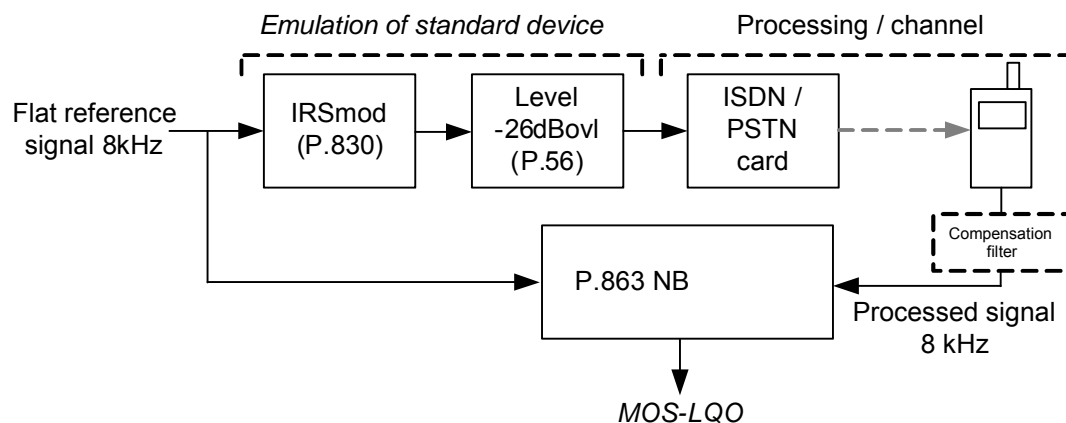 Emulation of standard device
Processing / channel
Flat reference
signal 8kHz
IRSmod
(P.830)
Level
-26dBovl
(P.56)
ISDN /
PSTN
card
Compensation
filter
P.863 NB
Processed signal
8 kHz
MOS-LQO